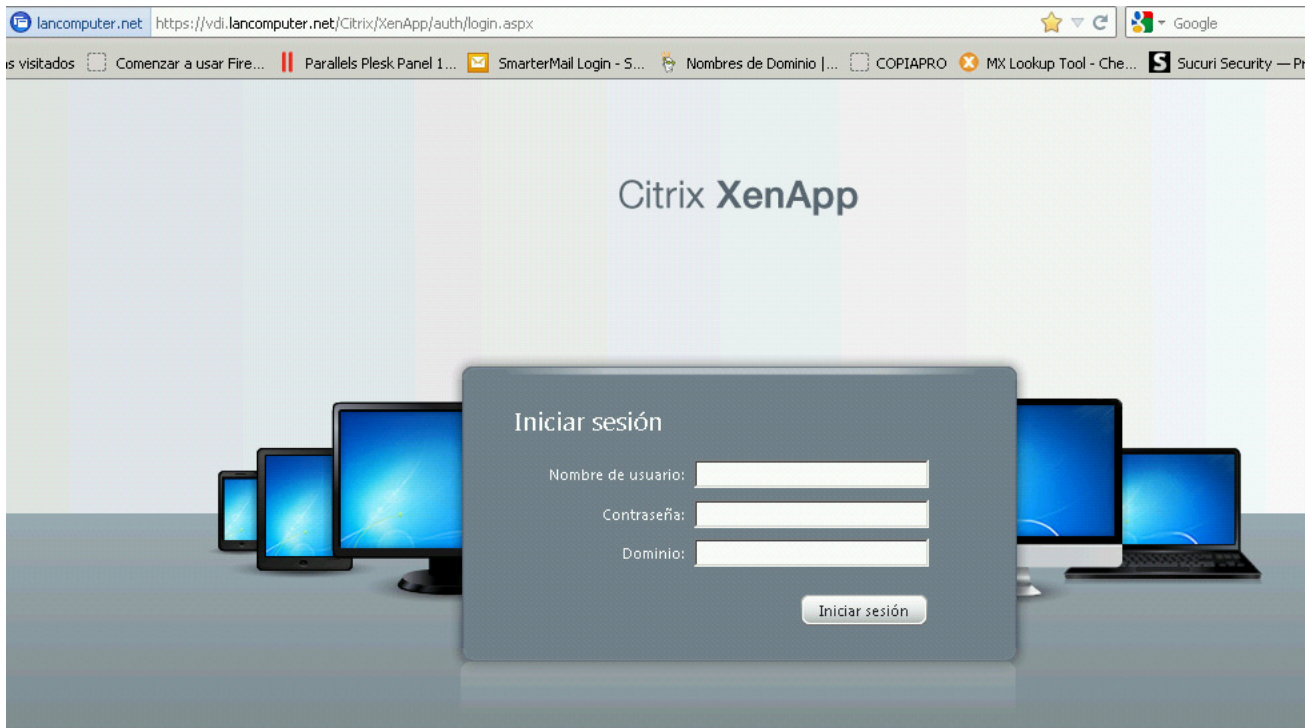 lancomputer.net https://vdi.lancomputer.net/Citrix/XenApp/auth/login.aspx Google
s visitados Comenzar a usar Fire... Parallels Plesk Panel 1... SmarterMail Login - S... Nombres de Dominio |... COPIAPRO MX Lookup Tool - Che... Sucuri Security — Pr
Citrix XenApp
Iniciar sesión
Nombre de usuario:
Contraseña:
Dominio:
Iniciar sesión